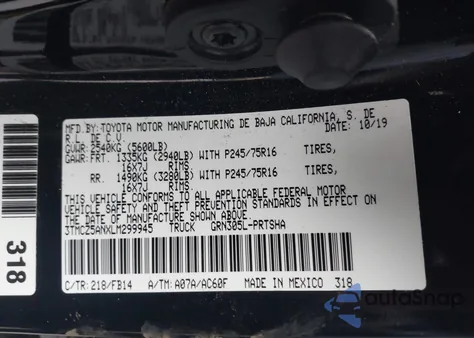 MFD.BY:TOYOTA MOTOR MANUFACTURING DE BAJA CALIFORNIA, S. DE
R.L. DE C.V. DATE: 10/19
GVWR: 2540KG (5600LB)
GAWR: FRT. 1335KG (2940LB) WITH P245/75R16 TIRES,
16X7J RIMS.
RR. 1490KG (3280LB) WITH P245/75R16 TIRES,
16X7J RIMS.
THIS VEHICLE CONFORMS TO ALL APPLICABLE FEDERAL MOTOR
VEHICLE SAFETY AND BUMPER STANDARDS IN EFFECT ON
THE DATE OF MANUFACTURE SHOWN ABOVE.
3TMCZ5ANXLM299945 TRUCK GRN305L-PRTSHA
C/TR: 218/FB14 A/TM: A07A/AC60F MADE IN MEXICO 318
318
autoSnap